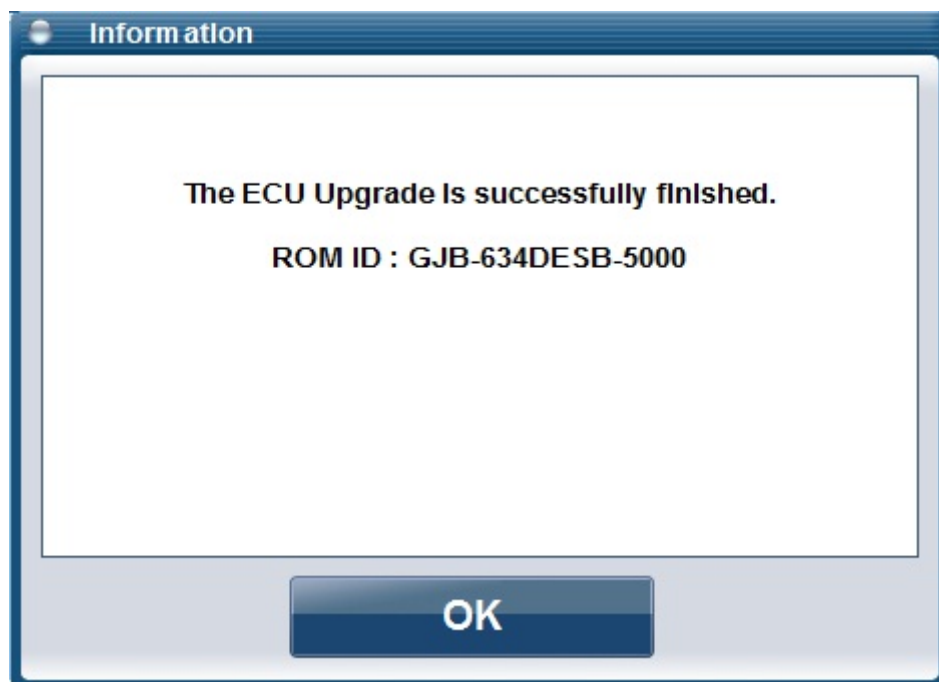 Information
The ECU Upgrade is successfully finished.
ROM ID : GJB-634DESB-5000
OK